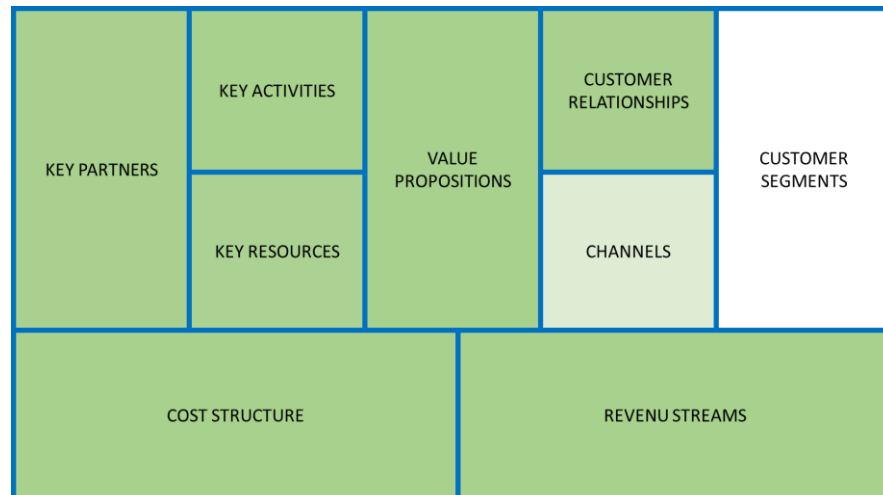 KEY PARTNERS
KEY ACTIVITIES
KEY RESOURCES
VALUE
PROPOSITIONS
CUSTOMER
RELATIONSHIPS
CHANNELS
CUSTOMER
SEGMENTS
COST STRUCTURE
REVENU STREAMS